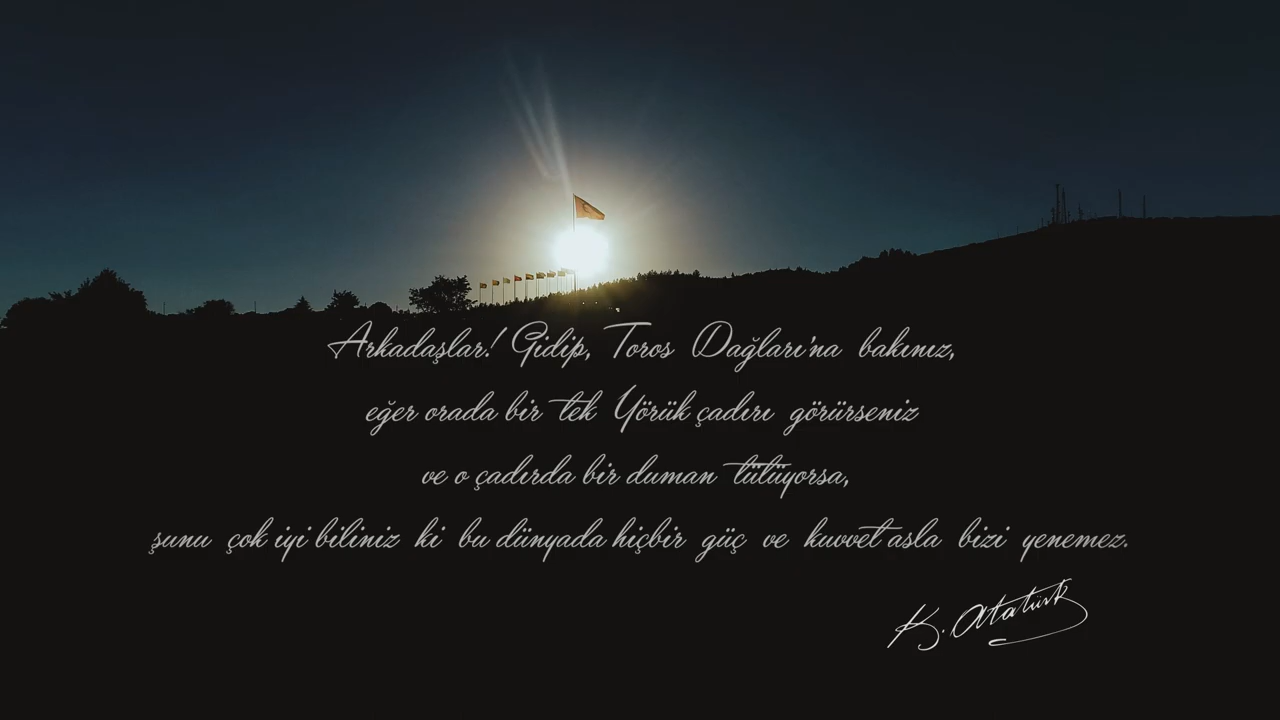 Arkadaşlar! Gidip, Toros Dağları'na bakınız,
eğer orada bir tek Yörük çadırı görürseniz
ve o çadırda bir duman tütüyorsa,
şunu çok iyi biliniz ki bu dünyada hiçbir güç ve kuvvet asla bizi yenemez.
K. Atatürk